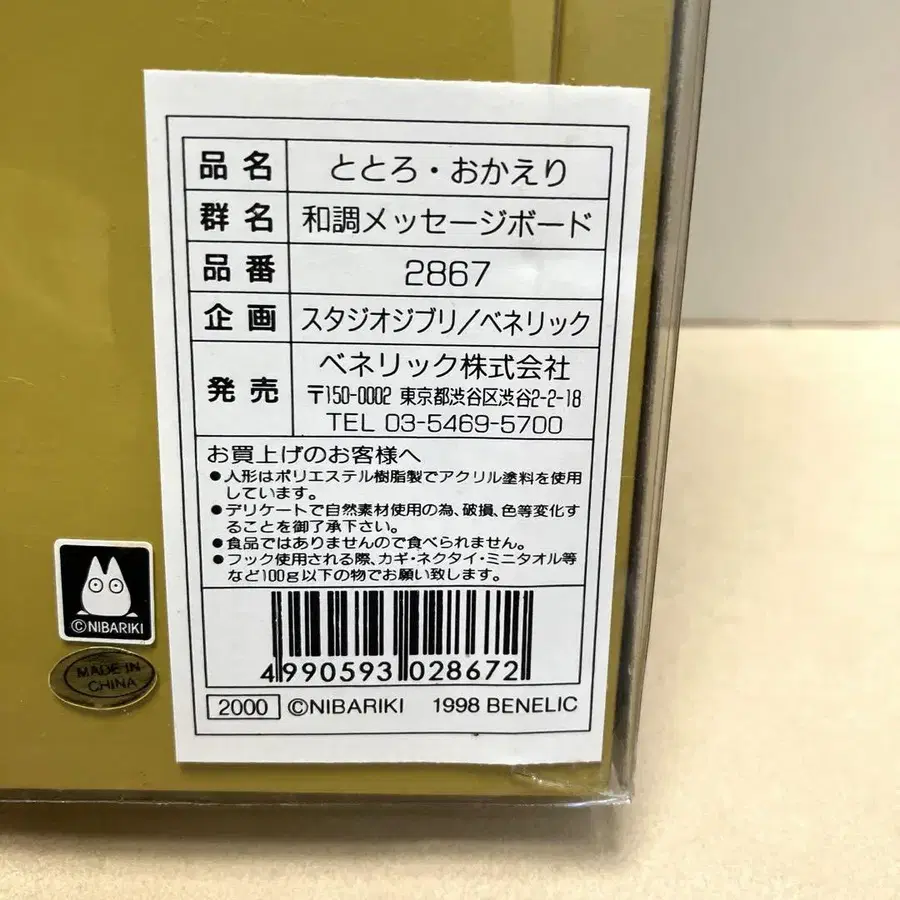 品名 ととろ・おかえり
群名 和調メッセージボード
品番 2867
企画 スタジオジブリ/ベネリック
発売 ベネリック株式会社
〒150-0002 東京都渋谷区渋谷2-2-18
TEL 03-5469-5700
お買上げのお客様へ
●人形はポリエステル樹脂製でアクリル塗料を使用
しています。
●デリケートで自然素材使用の為、破損、色等変化す
ることを御了承下さい。
●食品ではありませんので食べられません。
●フック使用される際、カギ・ネクタイ・ミニタオル等
など100g以下の物でお願い致します。
4990593028672
2000 ©NIBARIKI 1998 BENELIC
©NIBARIKI
MADE IN
CHINA